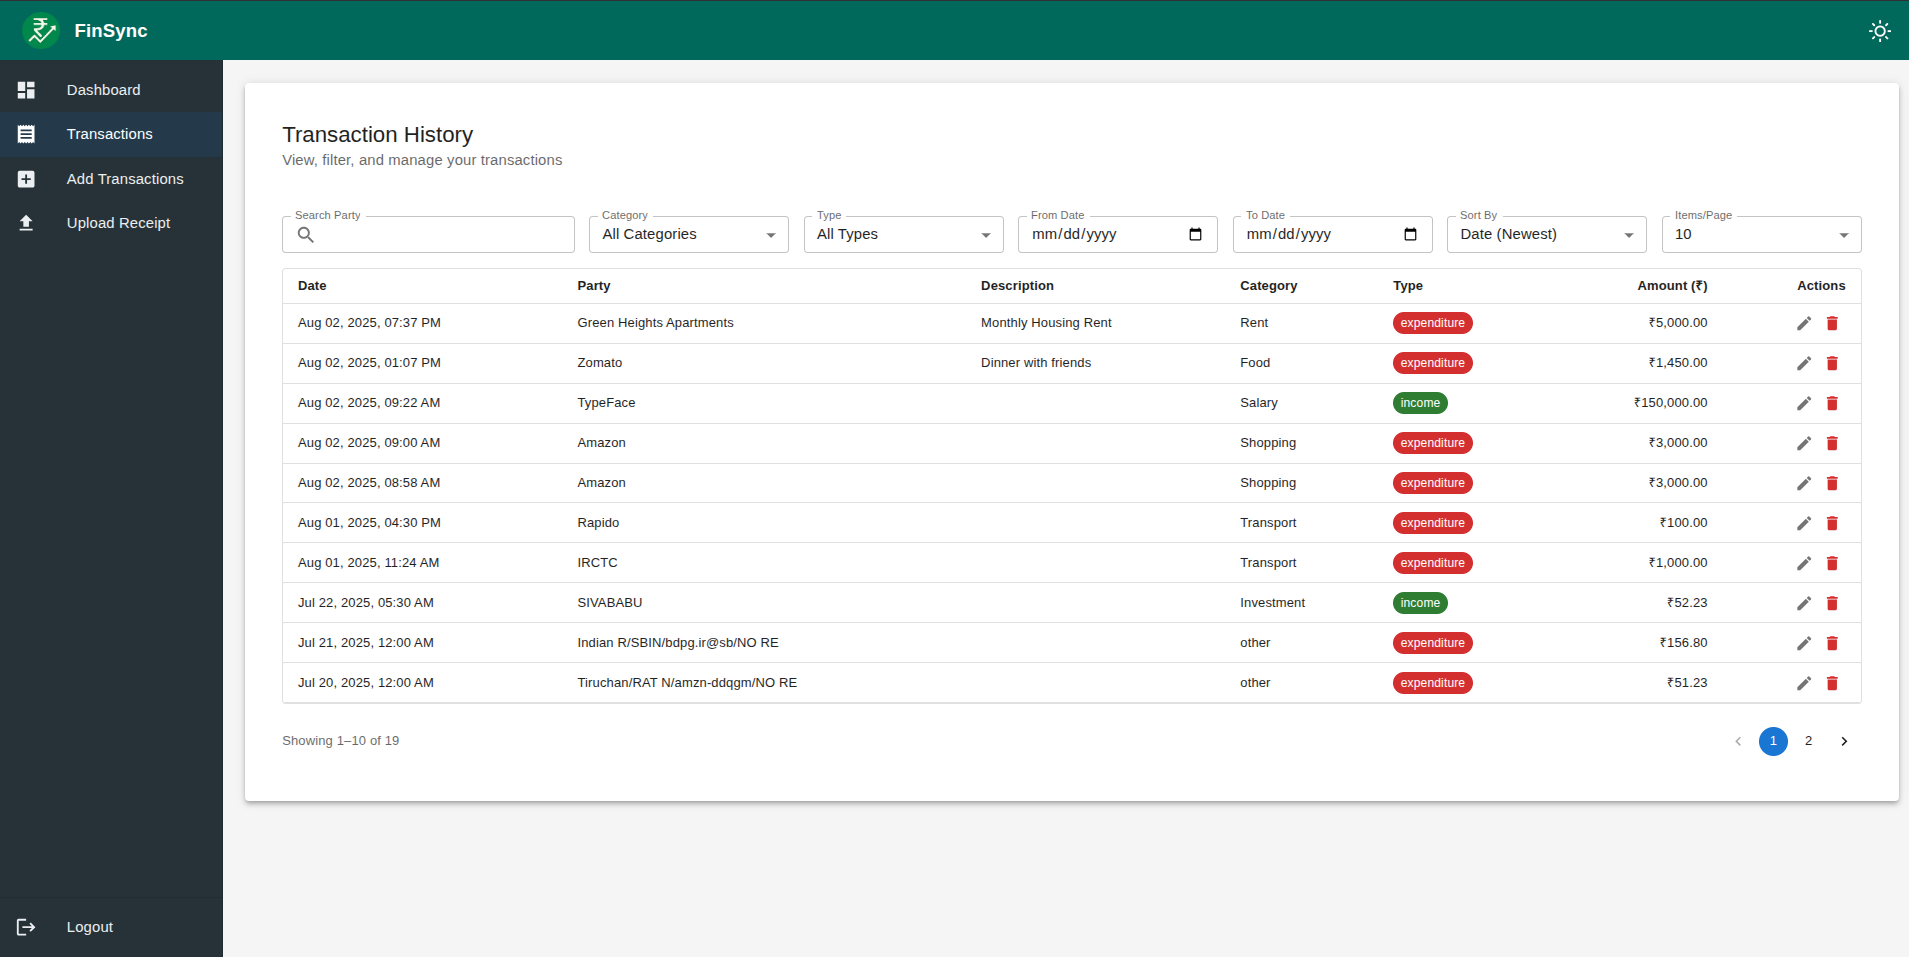 FinSync
Dashboard
Transactions
Add Transactions
Upload Receipt
Logout
Transaction History
View, filter, and manage your transactions
Search Party Category Type From Date To Date Sort By Items/Page
All Categories All Types mm/dd/yyyy mm/dd/yyyy Date (Newest) 10
Date Party Description Category Type Amount (₹) Actions
Aug 02, 2025, 07:37 PM Green Heights Apartments Monthly Housing Rent Rent expenditure ₹5,000.00
Aug 02, 2025, 01:07 PM Zomato Dinner with friends Food expenditure ₹1,450.00
Aug 02, 2025, 09:22 AM TypeFace Salary income ₹150,000.00
Aug 02, 2025, 09:00 AM Amazon Shopping expenditure ₹3,000.00
Aug 02, 2025, 08:58 AM Amazon Shopping expenditure ₹3,000.00
Aug 01, 2025, 04:30 PM Rapido Transport expenditure ₹100.00
Aug 01, 2025, 11:24 AM IRCTC Transport expenditure ₹1,000.00
Jul 22, 2025, 05:30 AM SIVABABU Investment income ₹52.23
Jul 21, 2025, 12:00 AM Indian R/SBIN/bdpg.ir@sb/NO RE other expenditure ₹156.80
Jul 20, 2025, 12:00 AM Tiruchan/RAT N/amzn-ddqgm/NO RE other expenditure ₹51.23
Showing 1–10 of 19 1 2